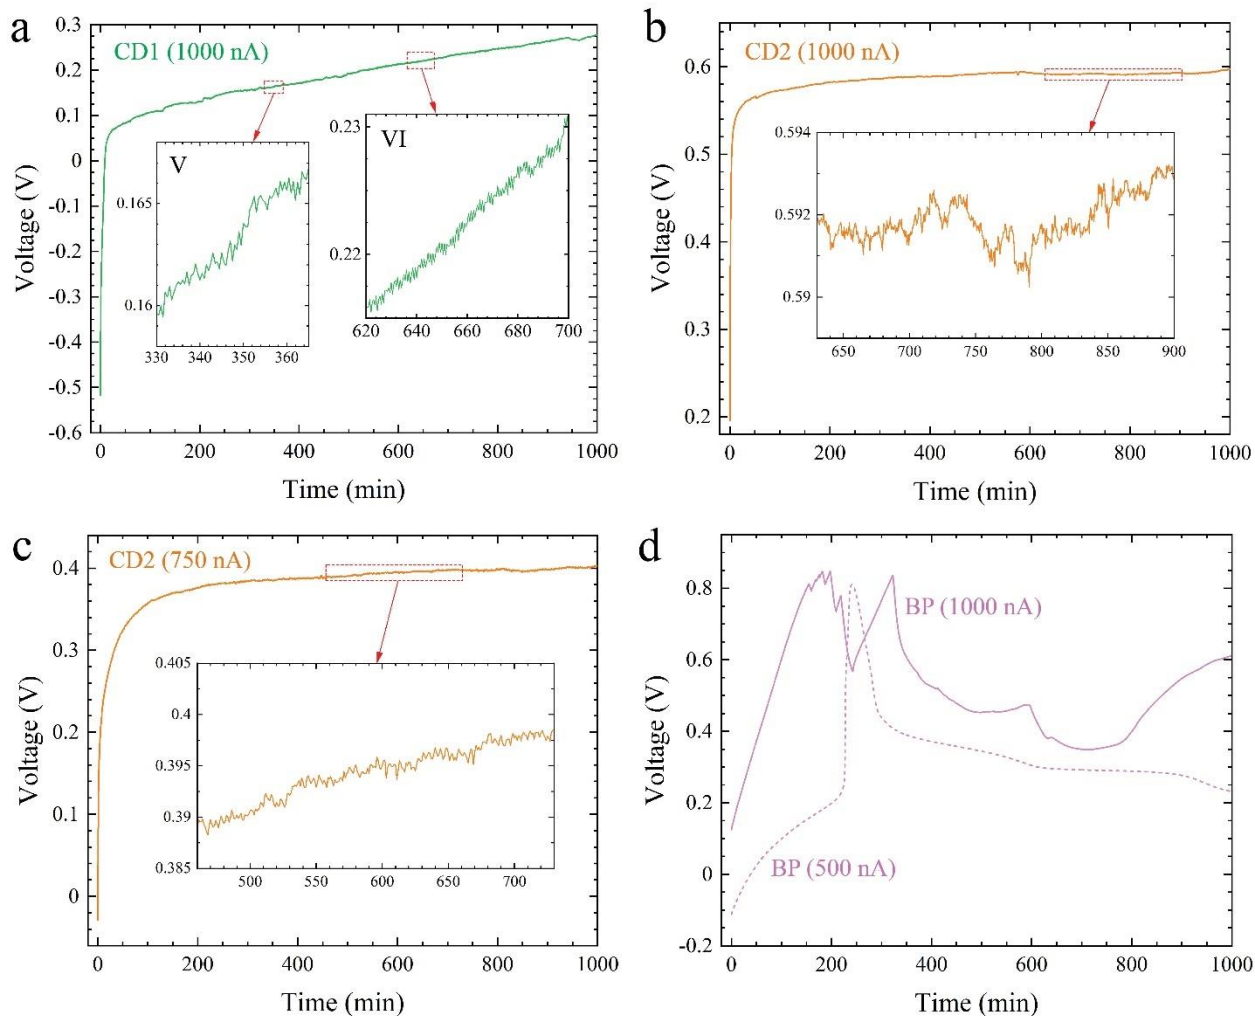 a
CD1 (1000 nA)
0.3
0.2
0.1
0
-0.1
-0.2
-0.3
-0.4
-0.5
-0.6
Voltage (V)
V
0.165
0.16
330 340 350 360
VI
0.23
0.22
620 640 660 680 700
0 200 400 600 800 1000
Time (min)
b
CD2 (1000 nA)
0.6
0.5
0.4
0.3
0.2
Voltage (V)
0.594
0.592
0.59
650 700 750 800 850 900
0 200 400 600 800 1000
Time (min)
c
CD2 (750 nA)
0.4
0.3
0.2
0.1
0
Voltage (V)
0.405
0.4
0.395
0.39
0.385
500 550 600 650 700
0 200 400 600 800 1000
Time (min)
d
0.8
0.6
0.4
0.2
0
-0.2
Voltage (V)
BP (1000 nA)
BP (500 nA)
0 200 400 600 800 1000
Time (min)